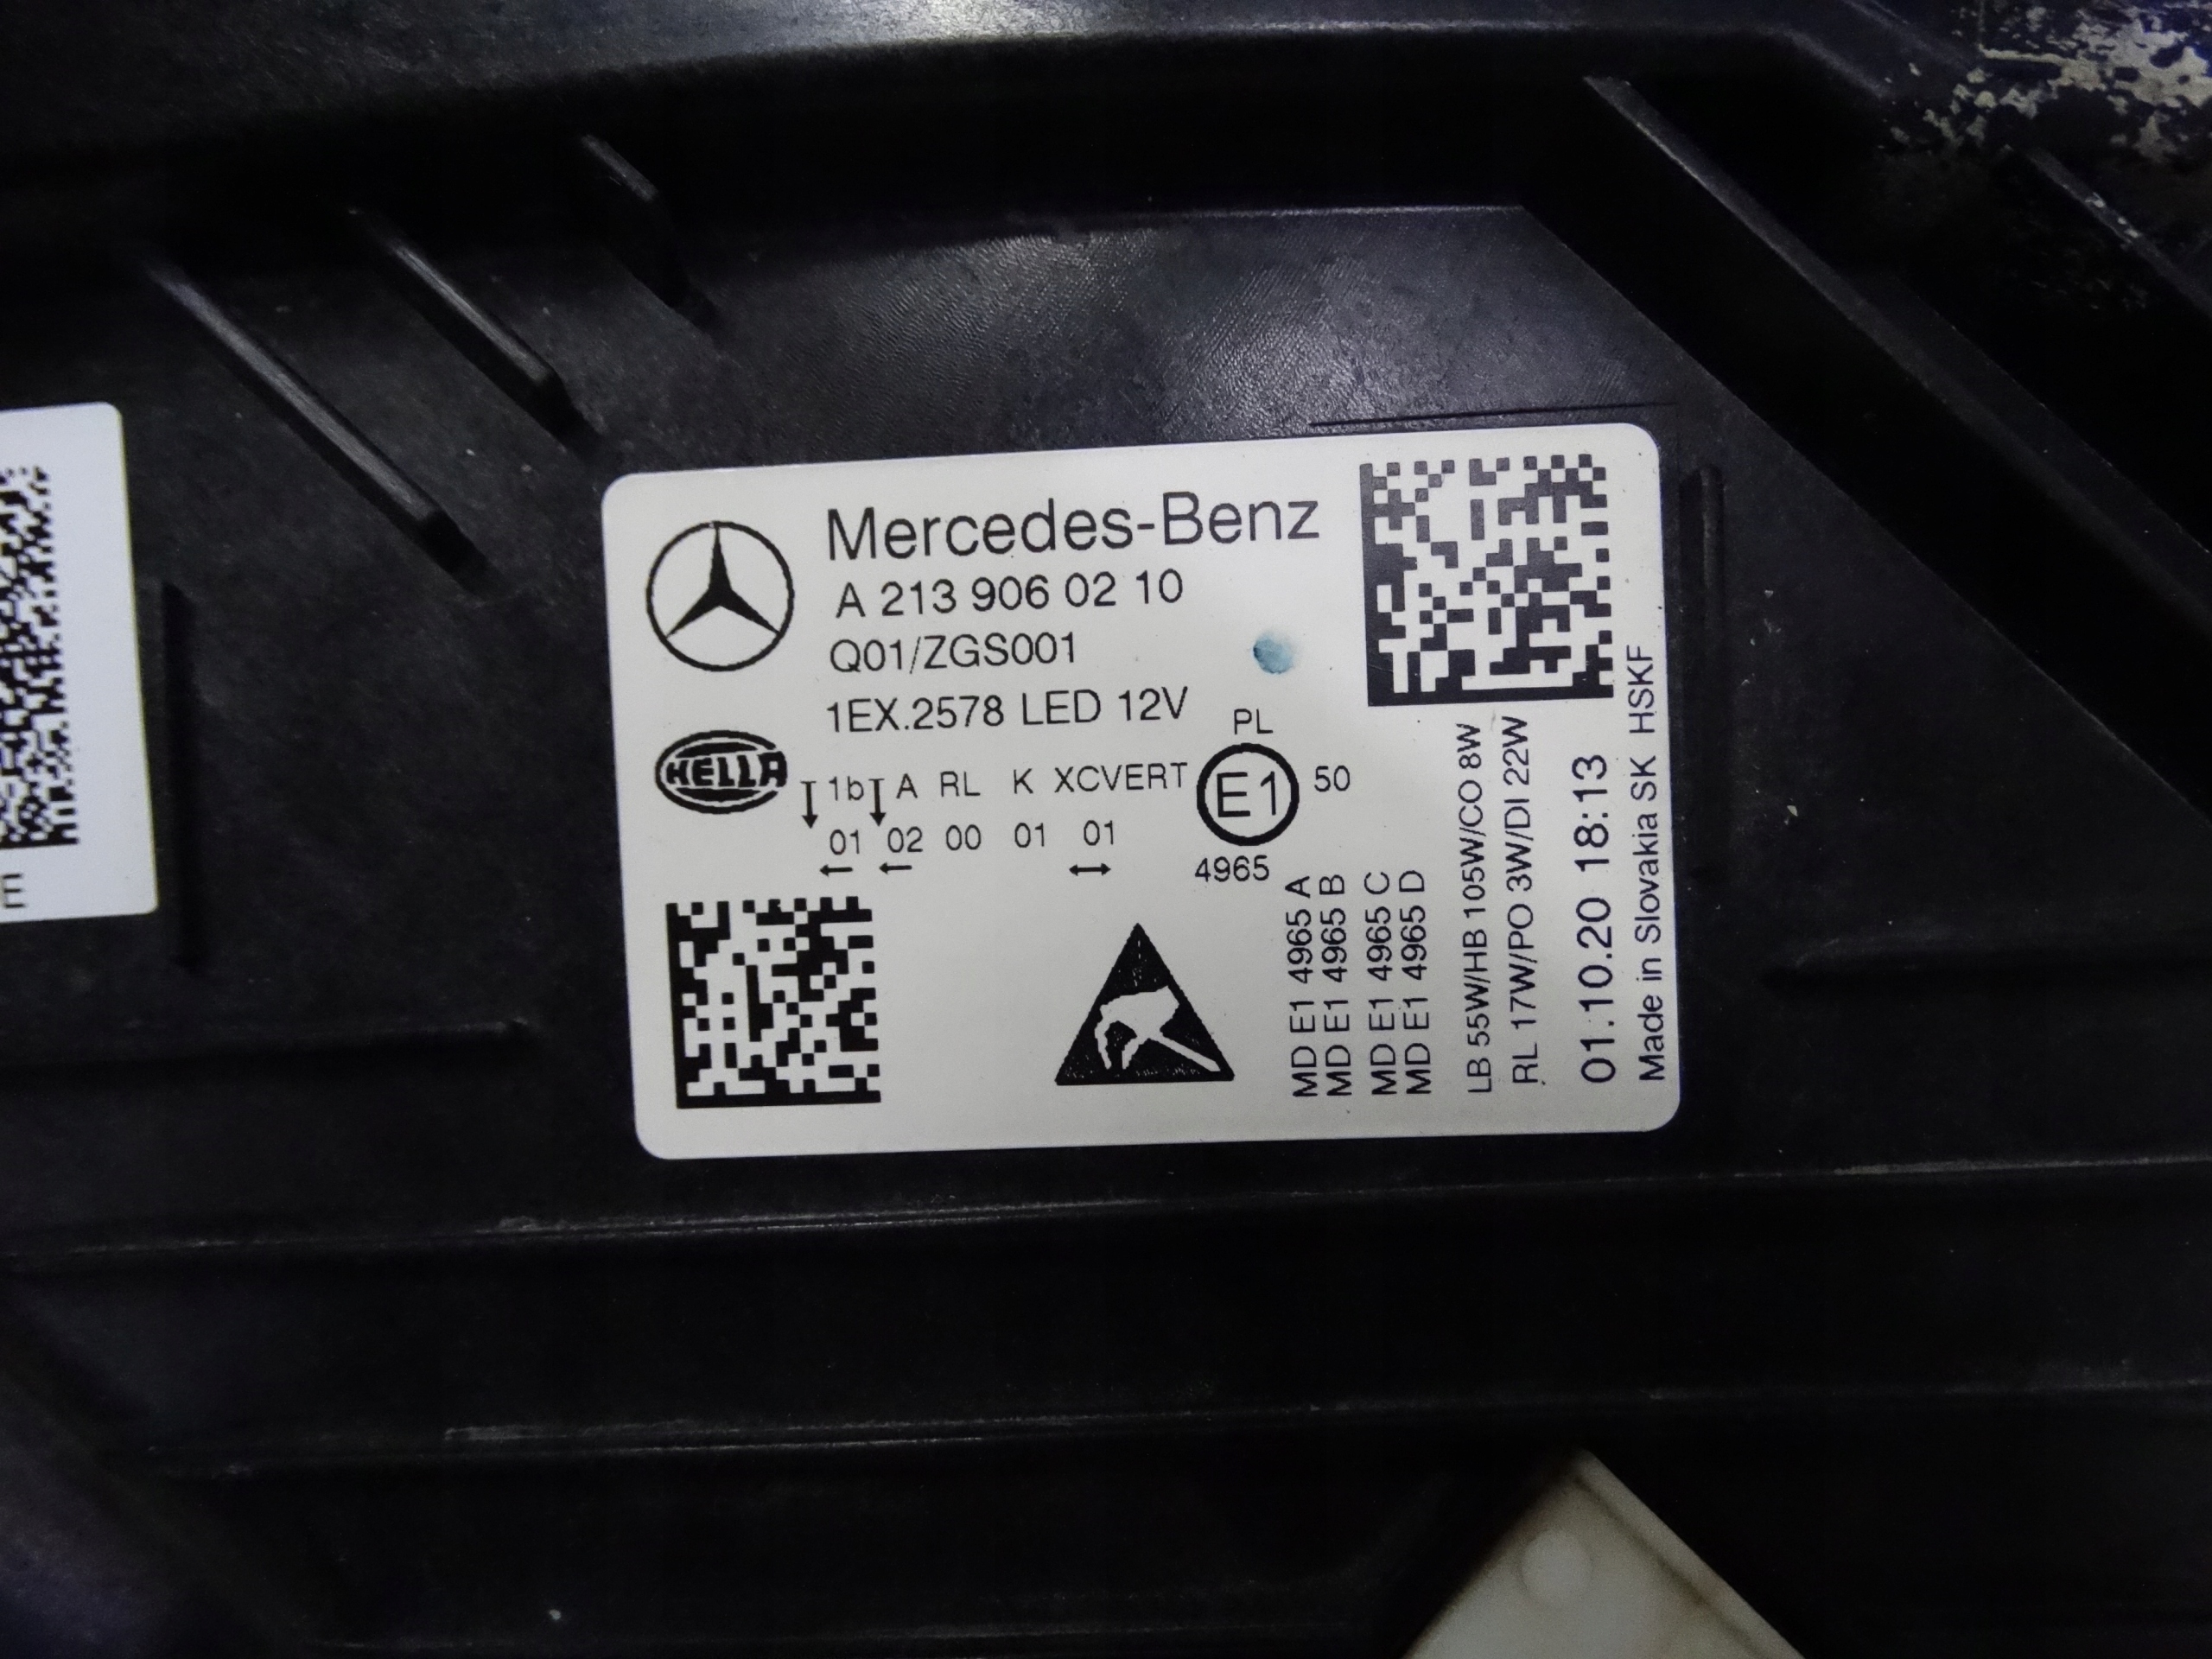 Mercedes-Benz
A 213 906 02 10
Q01/ZGS001
1EX.2578 LED 12V
HELLA
1b A RL K XCVERT
01 02 00 01 01
PL
E1 50
4965
MD E1 4965 A
MD E1 4965 B
MD E1 4965 C
MD E1 4965 D
LB 55W/HB 105W/CO 8W
RL 17W/PO 3W/DI 22W
01.10.20 18:13
Made in Slovakia SK HSKF
E